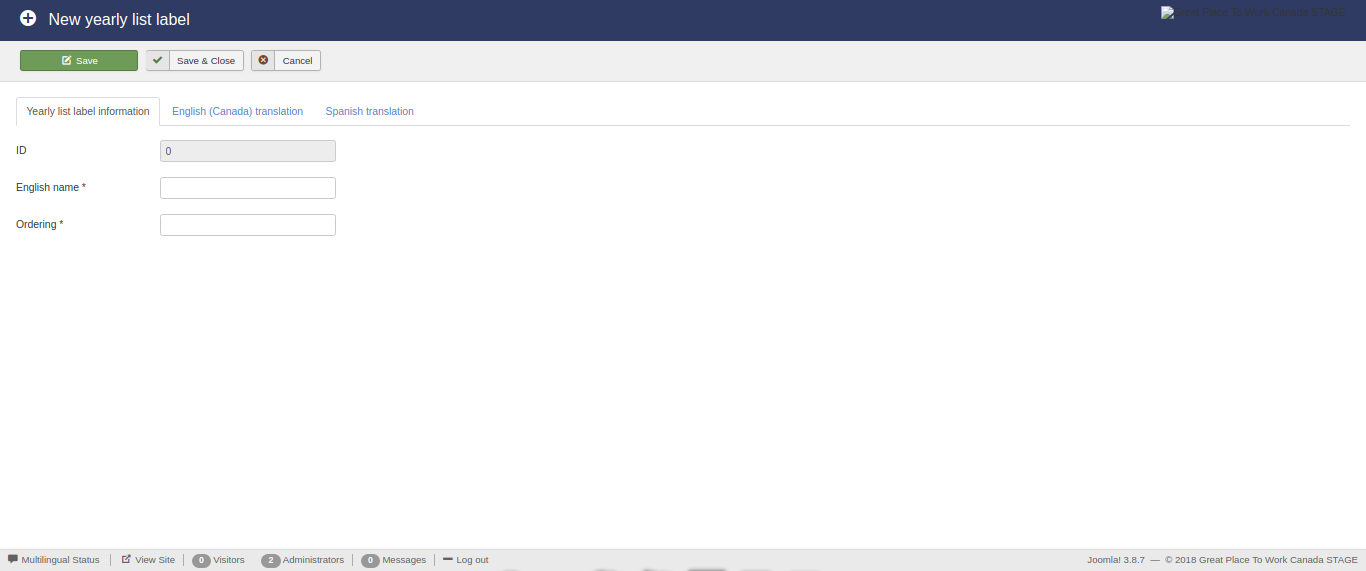 New yearly list label
Great Place To Work Canada STAGE
Save
Save & Close
Cancel
Yearly list label information
English (Canada) translation
Spanish translation
ID
0
English name *
Ordering *
Multilingual Status
View Site
0 Visitors
2 Administrators
0 Messages
Log out
Joomla! 3.8.7 — © 2018 Great Place To Work Canada STAGE